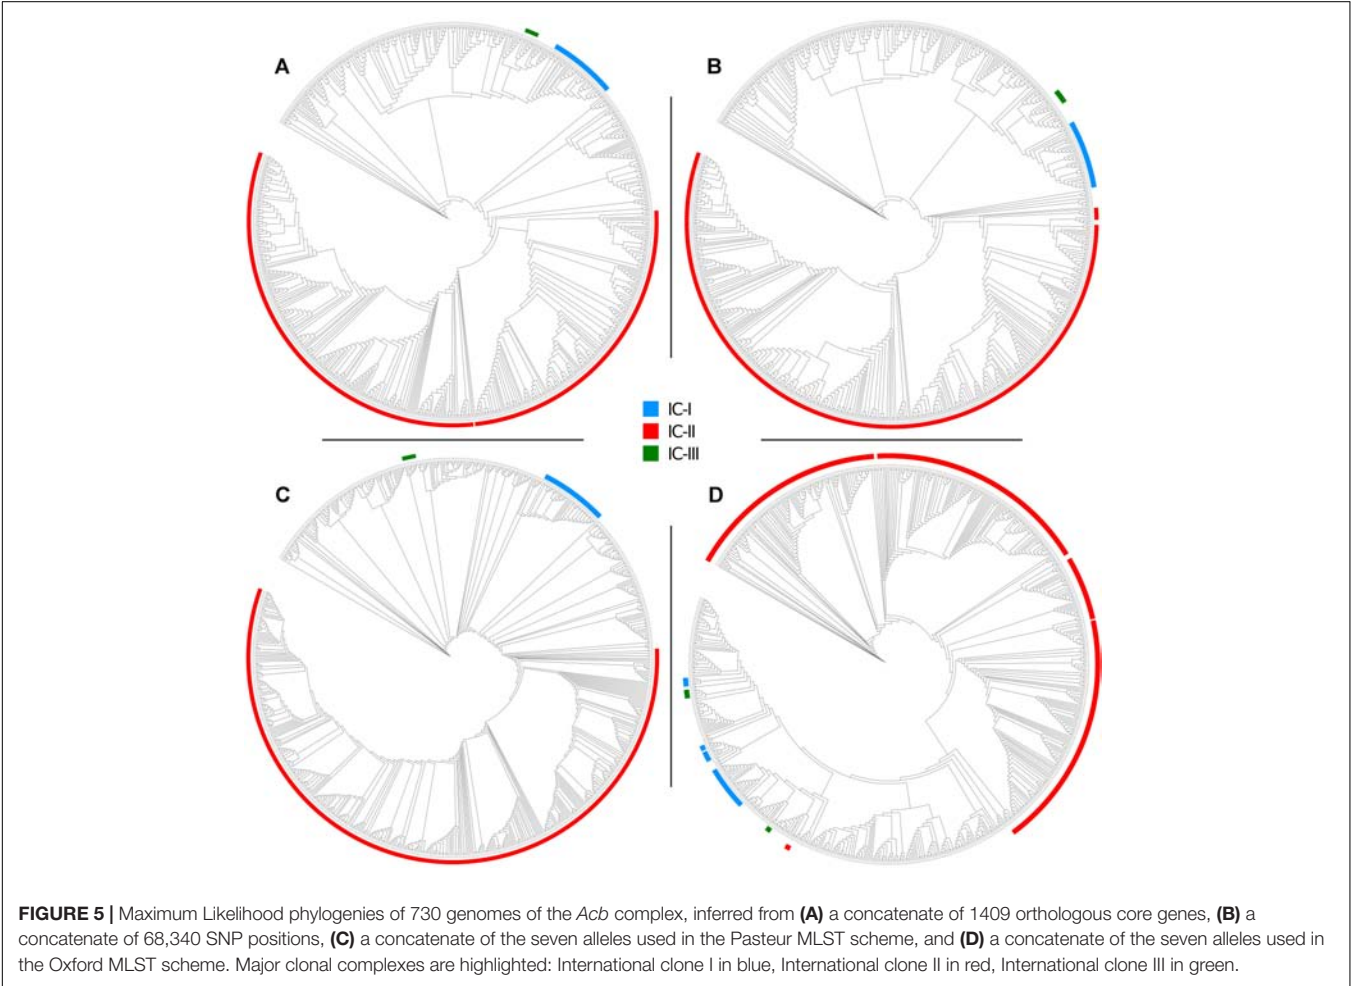 A
B
IC-I
IC-II
IC-III
C
D
FIGURE 5 | Maximum Likelihood phylogenies of 730 genomes of the Acb complex, inferred from (A) a concatenate of 1409 orthologous core genes, (B) a
concatenate of 68,340 SNP positions, (C) a concatenate of the seven alleles used in the Pasteur MLST scheme, and (D) a concatenate of the seven alleles used in
the Oxford MLST scheme. Major clonal complexes are highlighted: International clone I in blue, International clone II in red, International clone III in green.